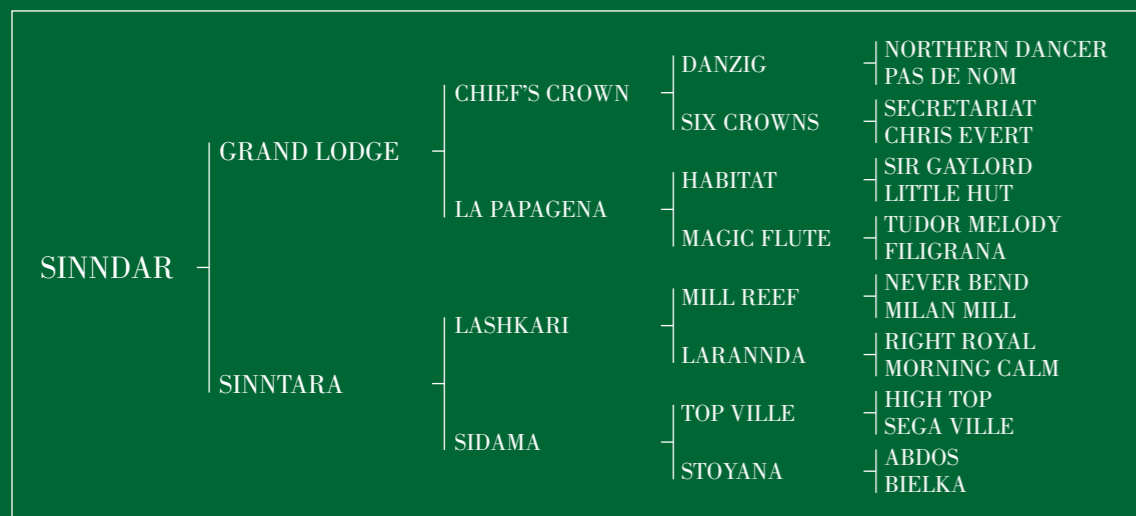 NORTHERN DANCER
DANZIG
PAS DE NOM
CHIEF'S CROWN
SECRETARIAT
SIX CROWNS
CHRIS EVERT
GRAND LODGE
SIR GAYLORD
HABITAT
LITTLE HUT
LA PAPAGENA
TUDOR MELODY
MAGIC FLUTE
FILIGRANA
SINNDAR
NEVER BEND
MILL REEF
MILAN MILL
LASHKARI
RIGHT ROYAL
LARANNDA
MORNING CALM
SINNTARA
HIGH TOP
TOP VILLE
SEGA VILLE
SIDAMA
ABDOS
STOYANA
BIELKA